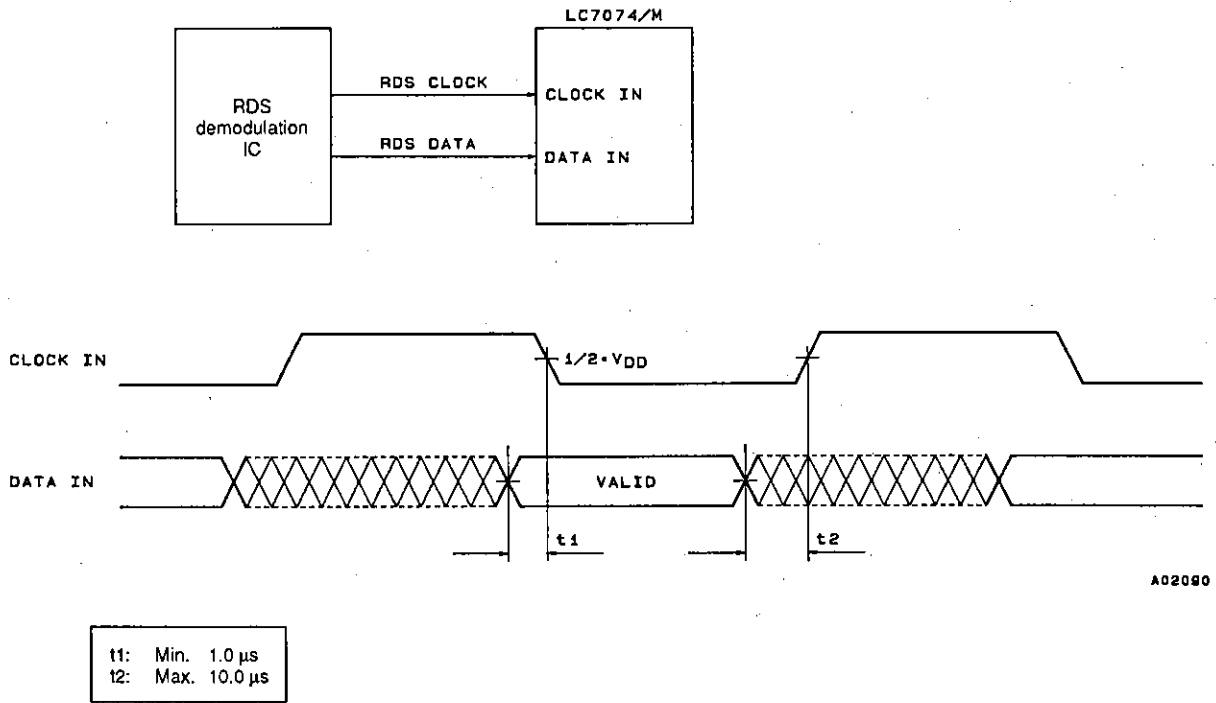 LC7074/M
RDS
demodulation
IC
RDS CLOCK
CLOCK IN
RDS DATA
DATA IN
CLOCK IN
1/2•VDD
DATA IN
VALID
t1
t2
A02090
t1: Min. 1.0 µs
t2: Max. 10.0 µs